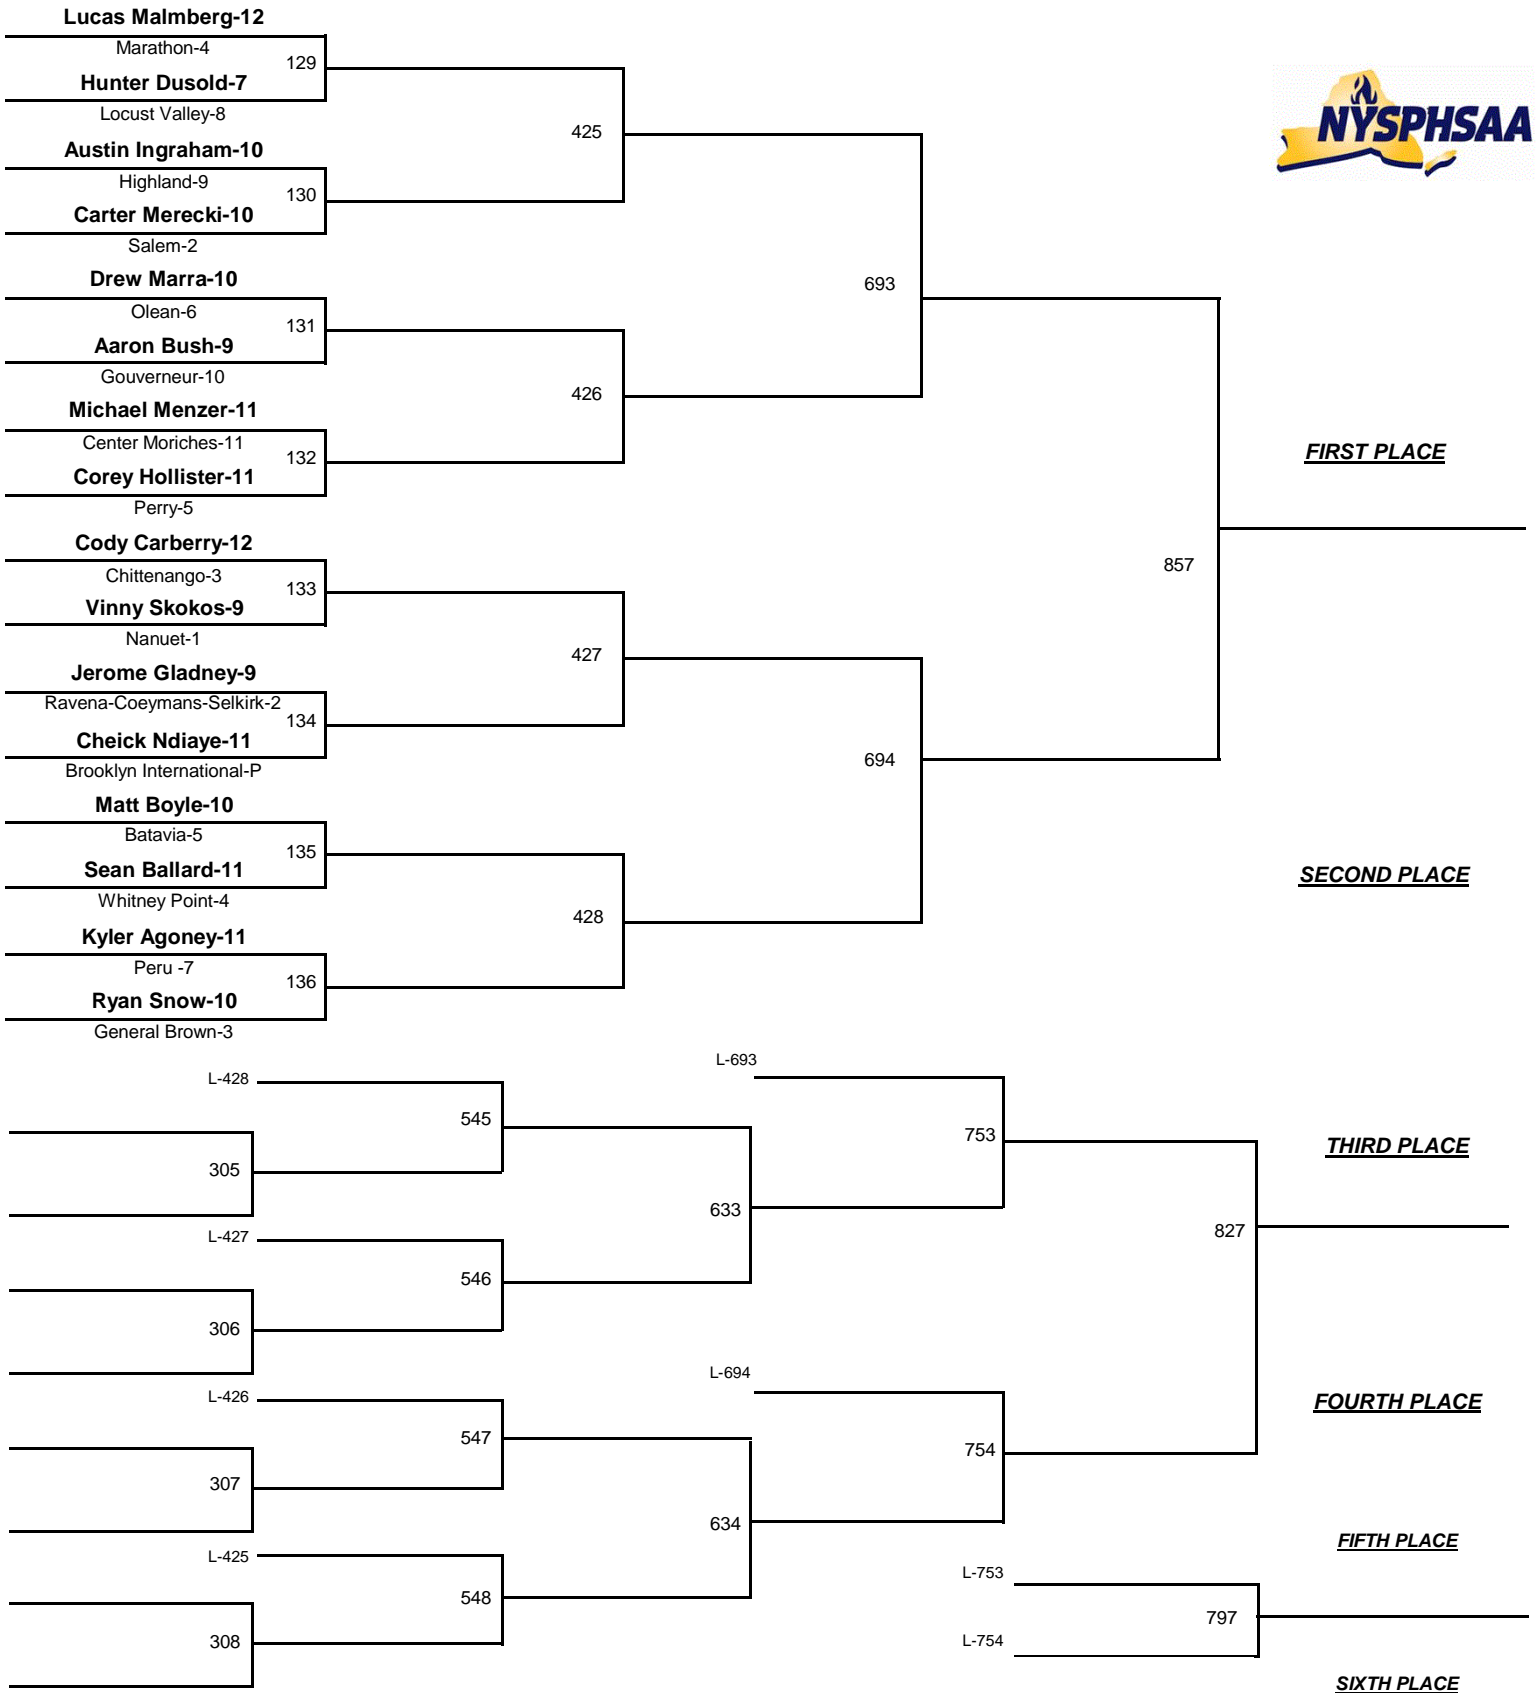 Lucas Malmberg-12
Marathon-4
129
Hunter Dusold-7
Locust Valley-8
425
Austin Ingraham-10
Highland-9
130
Carter Merecki-10
Salem-2
NYSPHSAA
693
Drew Marra-10
Olean-6
131
Aaron Bush-9
Gouverneur-10
426
Michael Menzer-11
Center Moriches-11
132
Corey Hollister-11
Perry-5
FIRST PLACE
857
Cody Carberry-12
Chittenango-3
133
Vinny Skokos-9
Nanuet-1
427
Jerome Gladney-9
Ravena-Coeymans-Selkirk-2
134
Cheick Ndiaye-11
Brooklyn International-P
694
Matt Boyle-10
Batavia-5
135
Sean Ballard-11
Whitney Point-4
428
SECOND PLACE
Kyler Agoney-11
Peru -7
136
Ryan Snow-10
General Brown-3
L-693
L-428
545
753
THIRD PLACE
305
633
L-427
827
546
306
L-694
L-426
FOURTH PLACE
547
754
307
634
FIFTH PLACE
L-425
L-753
548
797
308
L-754
SIXTH PLACE